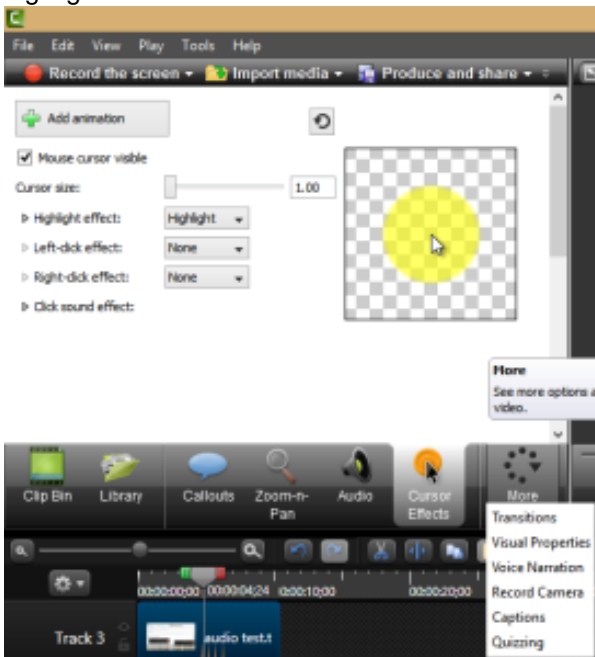 File Edit View Play Tools Help
Record the screen Import media Produce and share
Add animation
Mouse cursor visible
Cursor size: 1.00
Highlight effect: Highlight
Left-click effect: None
Right-click effect: None
Click sound effect:
More
See more options a
video.
Clip Bin Library Callouts Zoom-n-Pan Audio Cursor Effects More
Transitions
Visual Properties
Voice Narration
Record Camera
Captions
Quizzing
00:00:00;00 00:00:04;24 0:00:10;00 00:00:20;00
Track 3 audio test.t